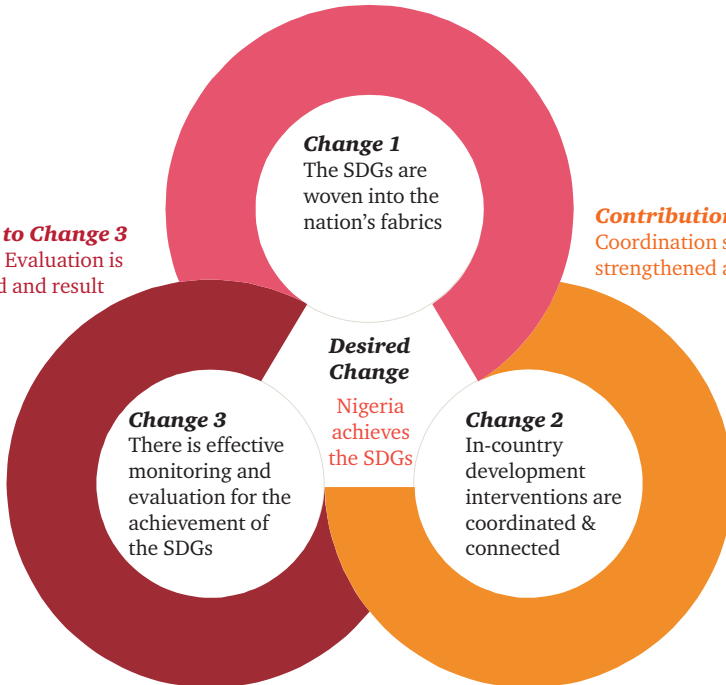 Change 1
The SDGs are
woven into the
nation's fabrics
to Change 3
Evaluation is
and result
Contribution
Coordination
strengthened
Desired
Change
Nigeria
achieves
the SDGs
Change 3
There is effective
monitoring and
evaluation for the
achievement of
the SDGs
Change 2
In-country
development
interventions are
coordinated &
connected